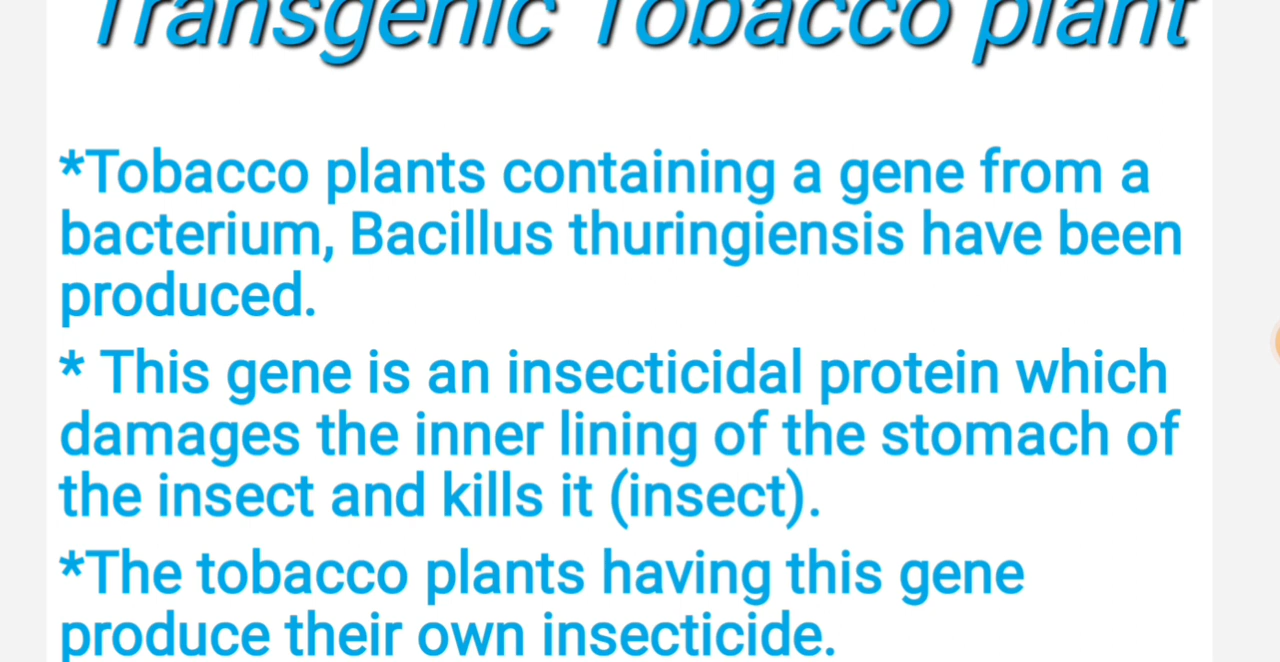 Transgenic Tobacco plant
*Tobacco plants containing a gene from a
bacterium, Bacillus thuringiensis have been
produced.
* This gene is an insecticidal protein which
damages the inner lining of the stomach of
the insect and kills it (insect).
*The tobacco plants having this gene
produce their own insecticide.